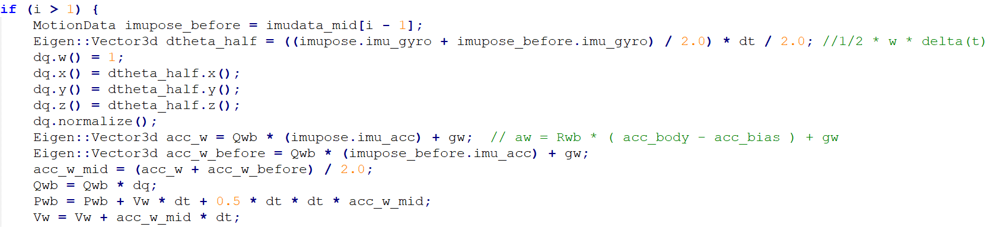 if (i > 1) {
    MotionData imupose_before = imudata_mid[i - 1];
    Eigen::Vector3d dtheta_half = ((imupose.imu_gyro + imupose_before.imu_gyro) / 2.0) * dt / 2.0; //1/2 * w * delta(t)
    dq.w() = 1;
    dq.x() = dtheta_half.x();
    dq.y() = dtheta_half.y();
    dq.z() = dtheta_half.z();
    dq.normalize();
    Eigen::Vector3d acc_w = Qwb * (imupose.imu_acc) + gw;  // aw = Rwb * ( acc_body - acc_bias ) + gw
    Eigen::Vector3d acc_w_before = Qwb * (imupose_before.imu_acc) + gw;
    acc_w_mid = (acc_w + acc_w_before) / 2.0;
    Qwb = Qwb * dq;
    Pwb = Pwb + Vw * dt + 0.5 * dt * dt * acc_w_mid;
    Vw = Vw + acc_w_mid * dt;